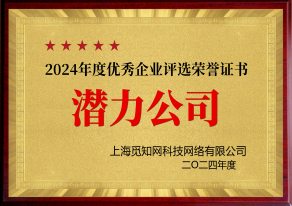 2024年度优秀企业评选荣誉证书
潜力公司
上海觅知网科技网络有限公司
二〇二四年度